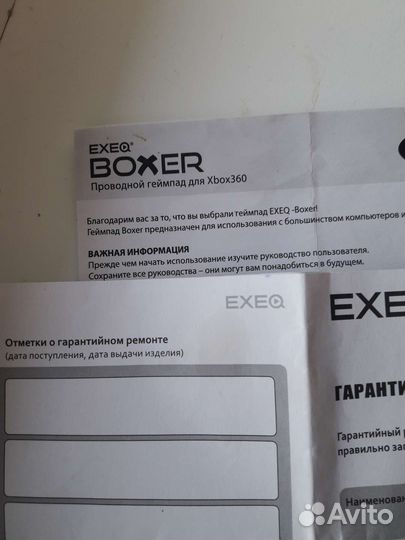 EXEQ®
BOXER
Проводной геймпад для Xbox360
Благодарим вас за то, что вы выбрали геймпад EXEQ -Boxer!
Геймпад Boxer предназначен для использования с большинством компьютеров и
ВАЖНАЯ ИНФОРМАЦИЯ
Прежде чем начать использование изучите руководство пользователя.
Сохраните все руководства – они могут вам понадобиться в будущем.
EXEQ
Отметки о гарантийном ремонте
(дата поступления, дата выдачи изделия)
EXE
ГАРАНТИ
Гарантийный
правильно
Наименован
Avito